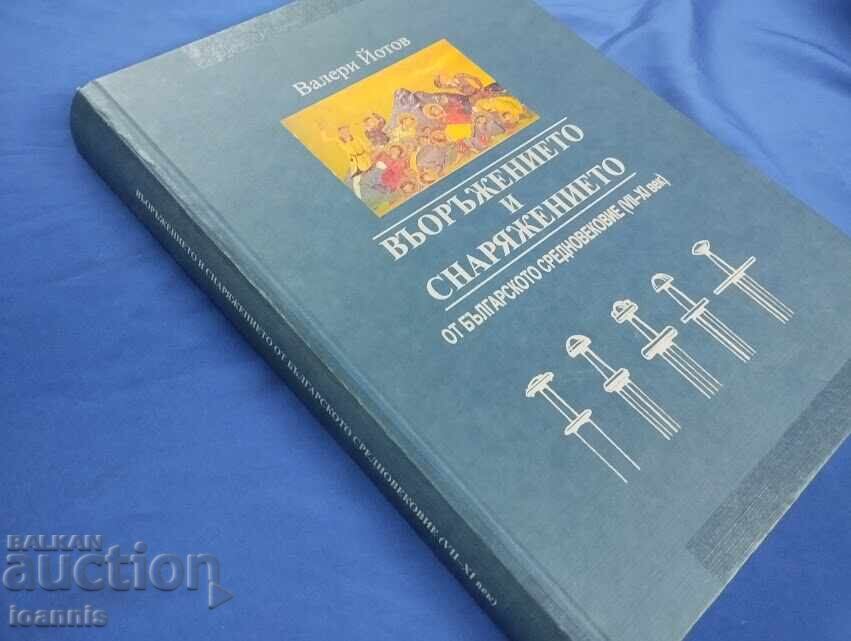 Валери Йотов
ВЪОРЪЖЕНИЕТО
И
СНАРЯЖЕНИЕТО
ОТ БЪЛГАРСКОТО СРЕДНОВЕКОВИЕ (VII-XI век)
ВЪОРЪЖЕНИЕТО И СНАРЯЖЕНИЕТО ОТ БЪЛГАРСКОТО СРЕДНОВЕКОВИЕ (VII-XI век)
BALKAN
auction
ioannis